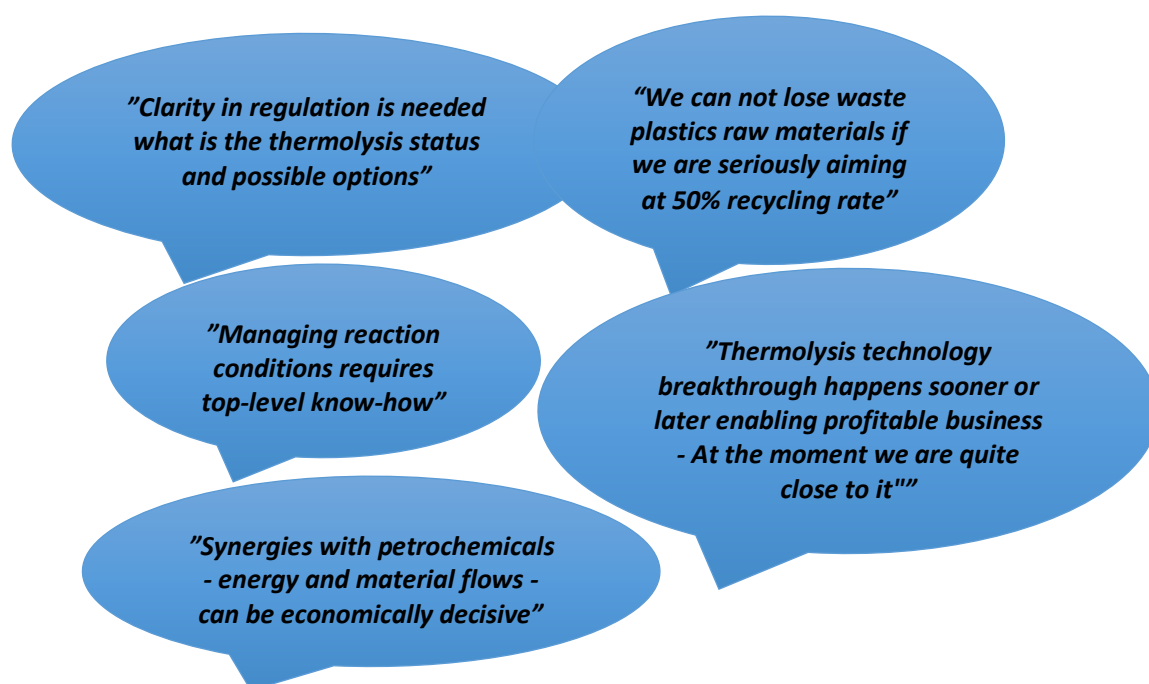 ”Clarity in regulation is needed
what is the thermolysis status
and possible options”
“We can not lose waste
plastics raw materials if
we are seriously aiming
at 50% recycling rate”
”Managing reaction
conditions requires
top-level know-how”
”Thermolysis technology
breakthrough happens sooner or
later enabling profitable business
- At the moment we are quite
close to it"”
”Synergies with petrochemicals
- energy and material flows -
can be economically decisive”